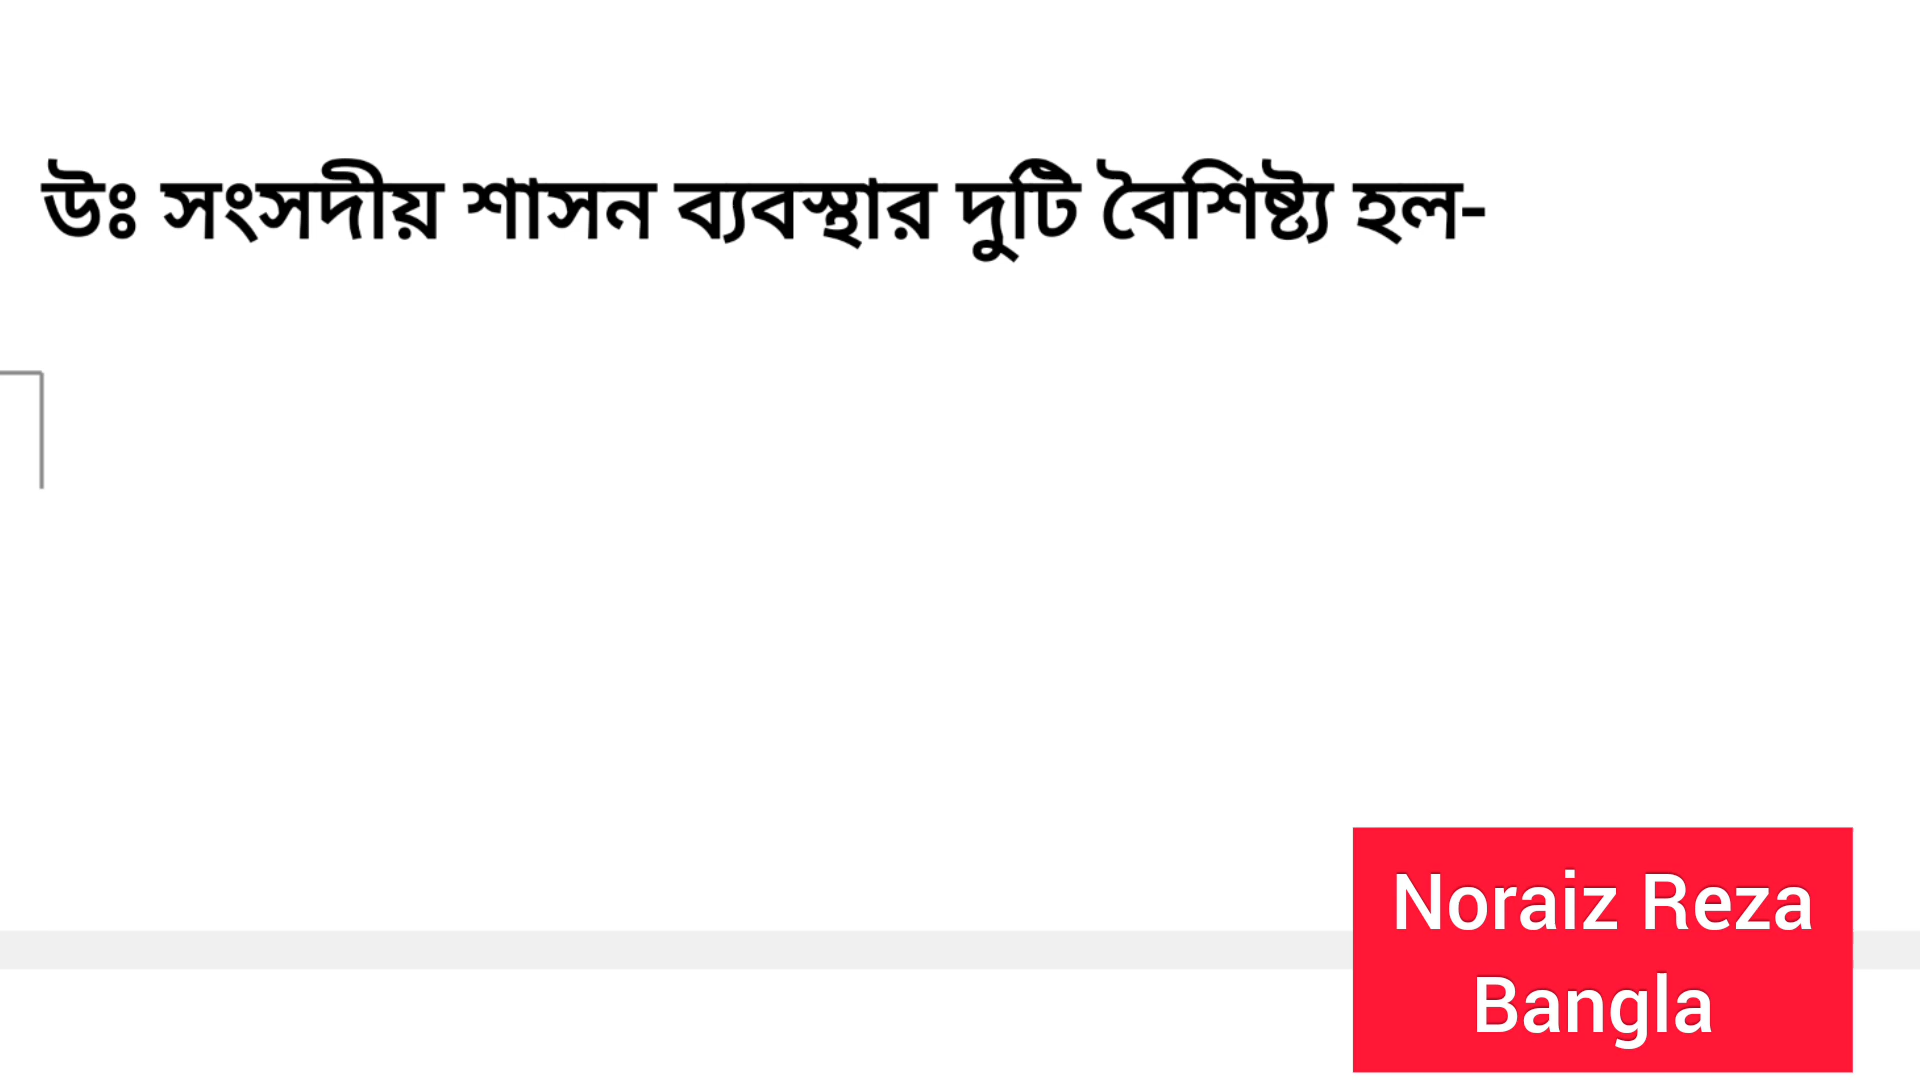 উঃ সংসদীয় শাসন ব্যবস্থার দুটি বৈশিষ্ট্য হল-
Noraiz Reza
Bangla